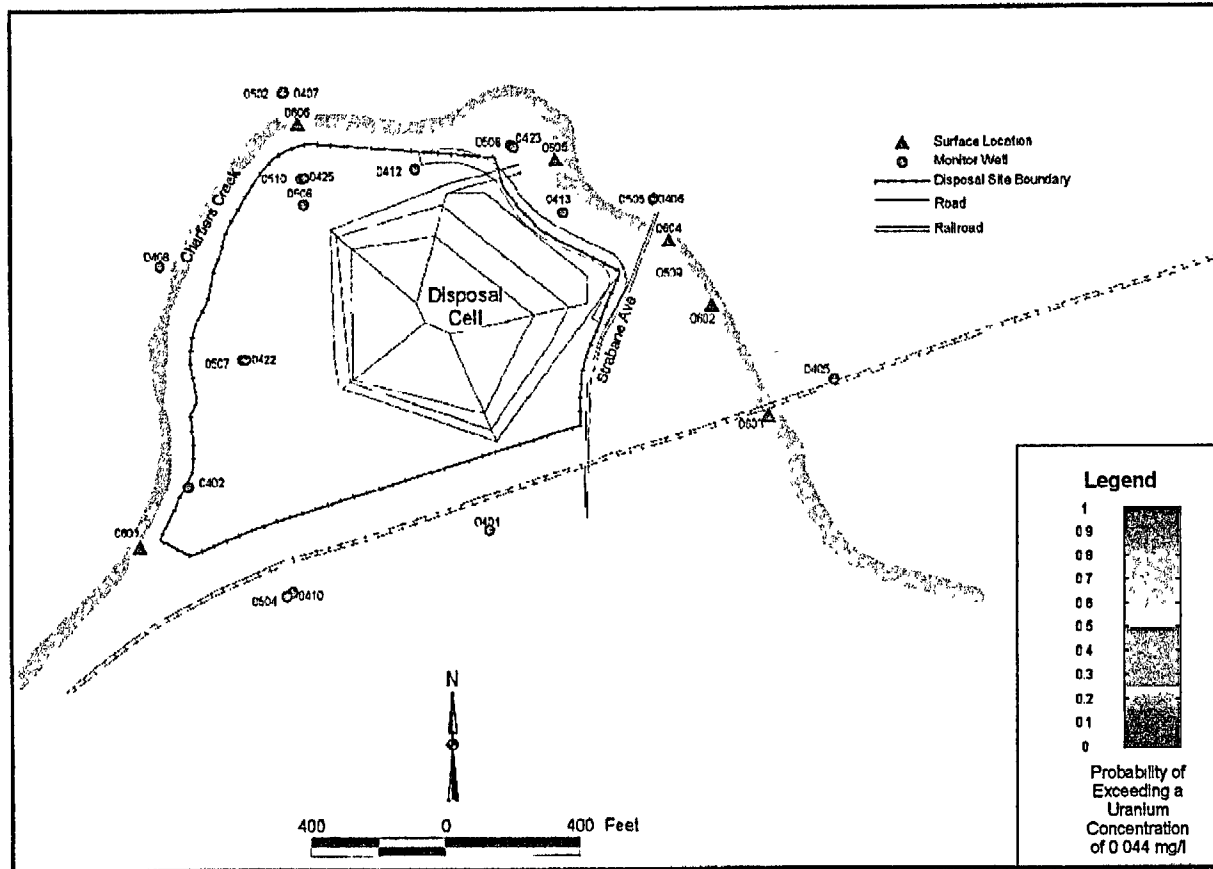 0502 0407
0606
0508 0423
0605
Surface Location
Monitor Well
Disposal Site Boundary
Road
Railroad
0412
0510 0425
0506
0413
0505 0406
0604
0509
0602
Chartiers Creek
0408
Disposal
Cell
Strabane Ave
0507 0422
0405
0601
0402
0401
0603
0504 0410
N
400 0 400 Feet
Legend
1
0 9
0 8
0 7
0 6
0 5
0 4
0 3
0 2
0 1
0
Probability of
Exceeding a
Uranium
Concentration
of 0 044 mg/l